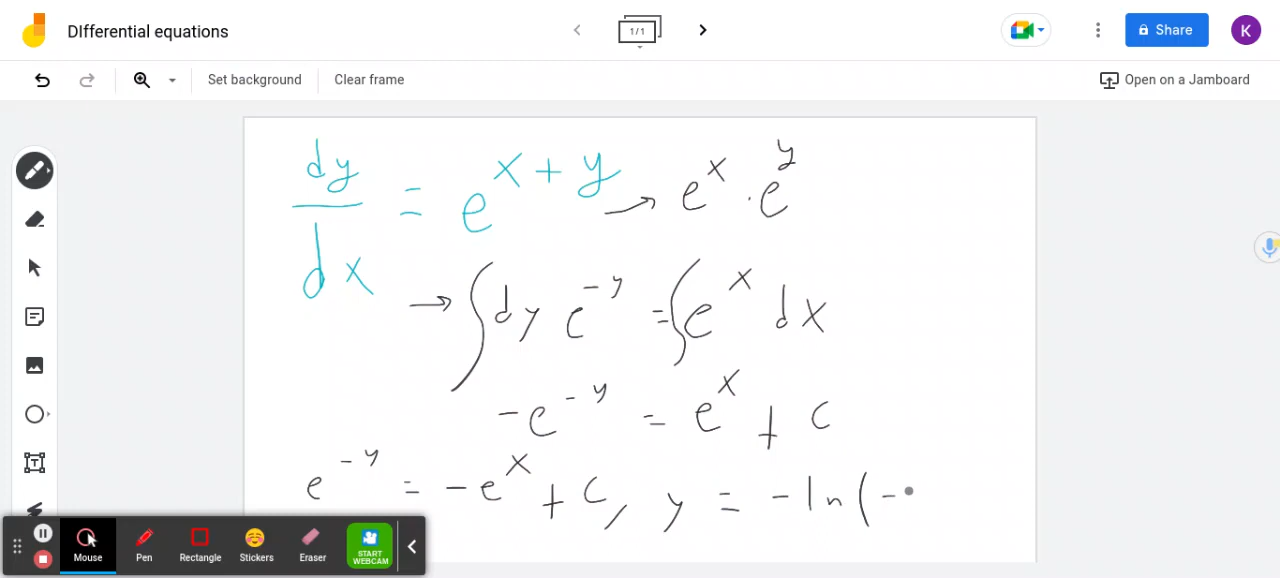 DIfferential equations
1/1
Share
K
Set background
Clear frame
Open on a Jamboard
dy/dx = e^{x+y} → e^x · e^y
→ ∫ dy e^{-y} = ∫ e^x dx
-e^{-y} = e^x + c
e^{-y} = -e^x + c, y = -ln(-
T
Mouse
Pen
Rectangle
Stickers
Eraser
START
WEBCAM